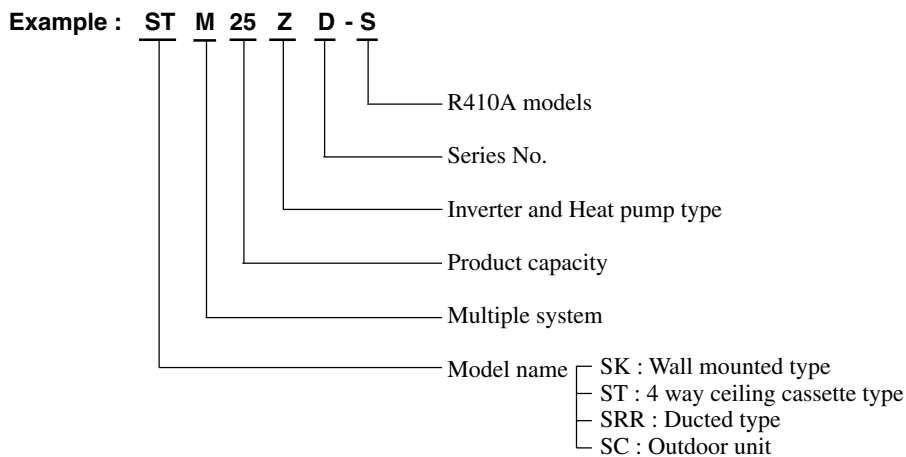 Example : ST M 25 Z D - S
R410A models
Series No.
Inverter and Heat pump type
Product capacity
Multiple system
Model name
SK : Wall mounted type
ST : 4 way ceiling cassette type
SRR : Ducted type
SC : Outdoor unit